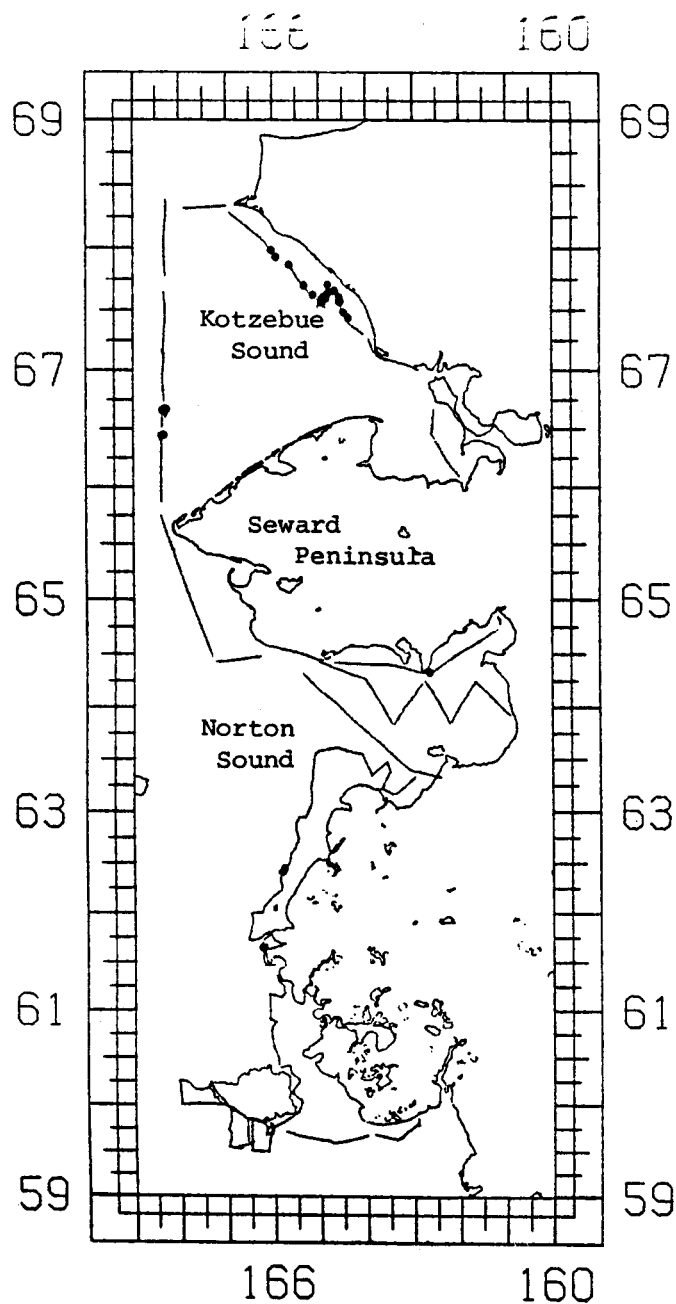 166 160
69 69
Kotzebue
Sound
67 67
Seward
Peninsula
65 65
Norton
Sound
63 63
61 61
59 59
166 160